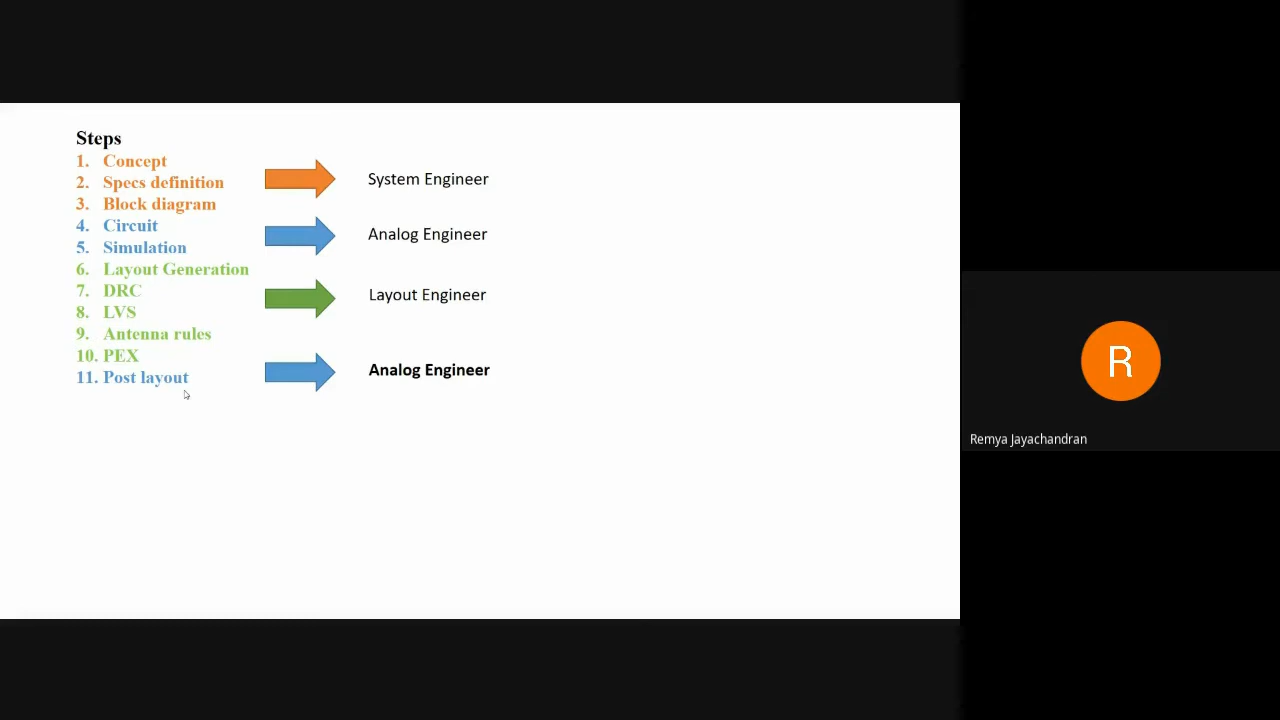 Steps
1. Concept
2. Specs definition
3. Block diagram
4. Circuit
5. Simulation
6. Layout Generation
7. DRC
8. LVS
9. Antenna rules
10. PEX
11. Post layout
System Engineer
Analog Engineer
Layout Engineer
Analog Engineer
R
Remya Jayachandran